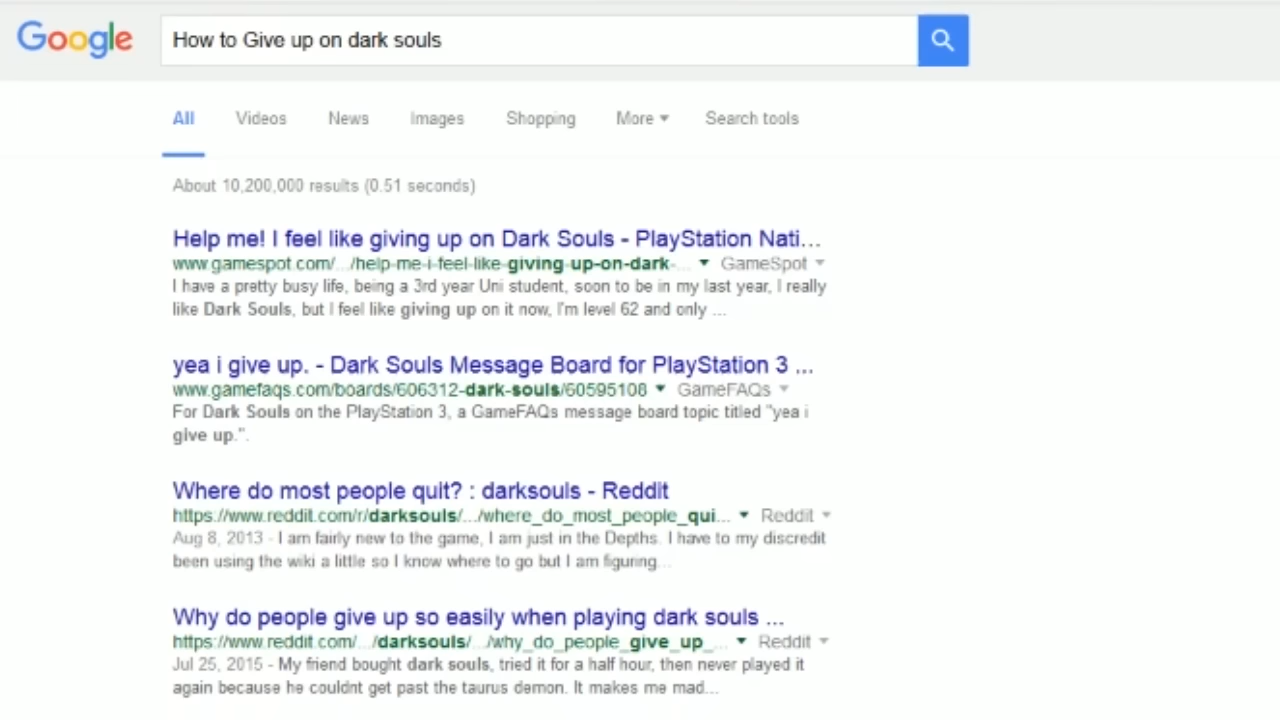 Google How to Give up on dark souls
All Videos News Images Shopping More Search tools
About 10,200,000 results (0.51 seconds)
Help me! I feel like giving up on Dark Souls - PlayStation Nati...
www.gamespot.com/.../help-me-i-feel-like-giving-up-on-dark-... GameSpot
I have a pretty busy life, being a 3rd year Uni student, soon to be in my last year, I really
like Dark Souls, but I feel like giving up on it now, I'm level 62 and only ...
yea i give up. - Dark Souls Message Board for PlayStation 3 ...
www.gamefaqs.com/boards/606312-dark-souls/60595108 GameFAQs
For Dark Souls on the PlayStation 3, a GameFAQs message board topic titled "yea i
give up.".
Where do most people quit? : darksouls - Reddit
https://www.reddit.com/r/darksouls/.../where_do_most_people_qui... Reddit
Aug 8, 2013 - I am fairly new to the game, I am just in the Depths. I have to my discredit
been using the wiki a little so I know where to go but I am figuring...
Why do people give up so easily when playing dark souls ...
https://www.reddit.com/.../darksouls/.../why_do_people_give_up_... Reddit
Jul 25, 2015 - My friend bought dark souls, tried it for a half hour, then never played it
again because he couldnt get past the taurus demon. It makes me mad...